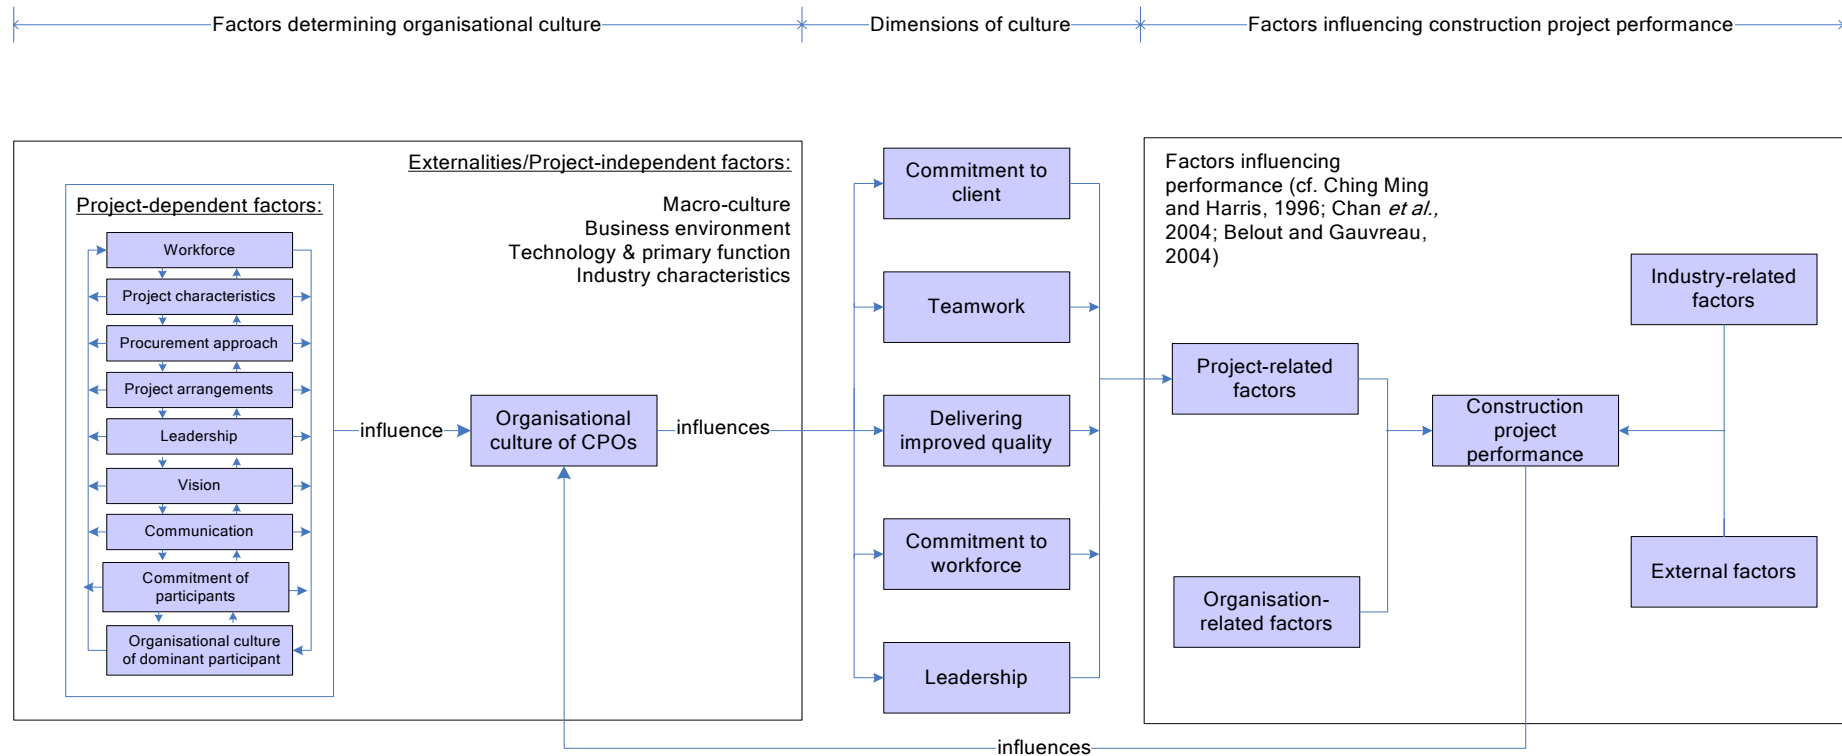 Factors determining organisational culture
Dimensions of culture
Factors influencing construction project performance
Externalities/Project-independent factors:
Macro-culture
Business environment
Technology & primary function
Industry characteristics
Project-dependent factors:
Workforce
Project characteristics
Procurement approach
Project arrangements
Leadership
Vision
Communication
Commitment of
participants
Organisational culture
of dominant participant
influence
Organisational
culture of CPOs
influences
Commitment to
client
Teamwork
Delivering
improved quality
Commitment to
workforce
Leadership
Factors influencing
performance (cf. Ching Ming
and Harris, 1996; Chan et al.,
2004; Belout and Gauvreau,
2004)
Project-related
factors
Organisation-
related factors
Construction
project
performance
Industry-related
factors
External factors
influences